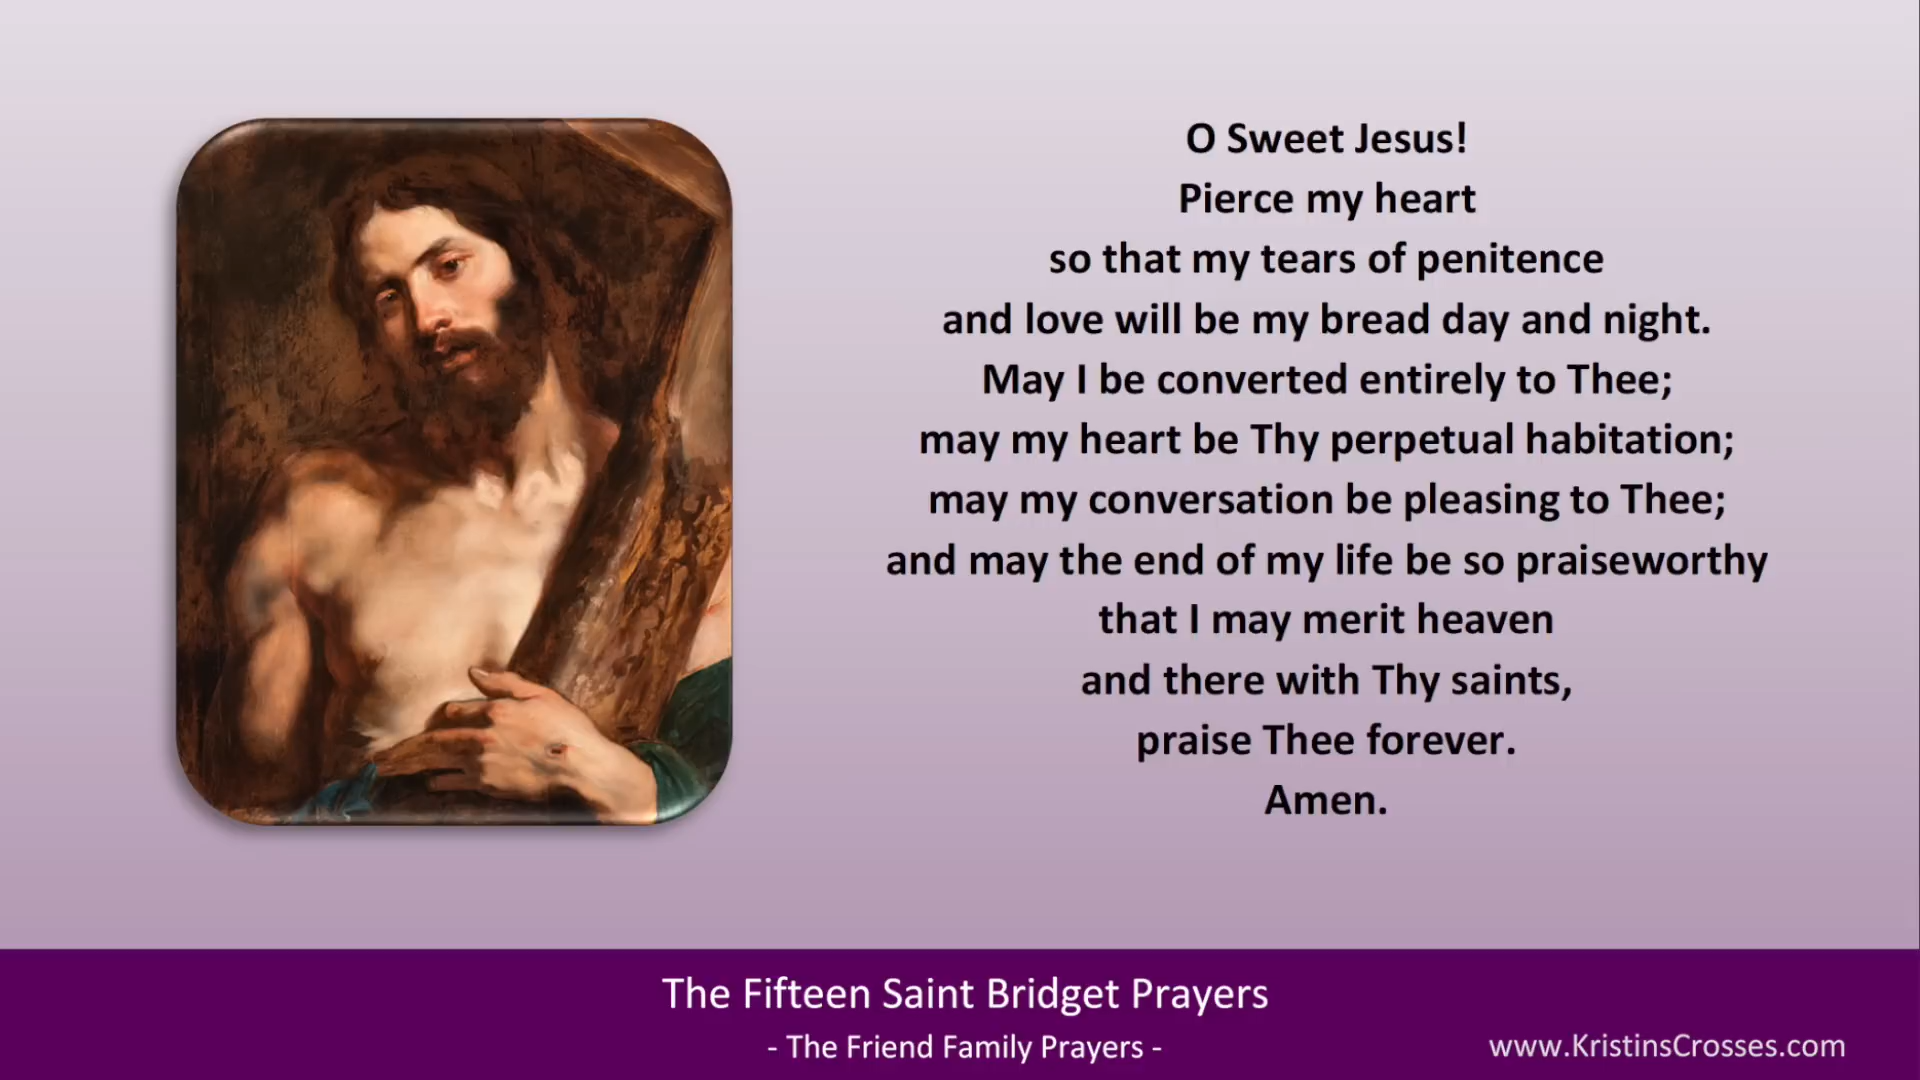 O Sweet Jesus!
Pierce my heart
so that my tears of penitence
and love will be my bread day and night.
May I be converted entirely to Thee;
may my heart be Thy perpetual habitation;
may my conversation be pleasing to Thee;
and may the end of my life be so praiseworthy
that I may merit heaven
and there with Thy saints,
praise Thee forever.
Amen.
The Fifteen Saint Bridget Prayers
- The Friend Family Prayers -
www.KristinsCrosses.com